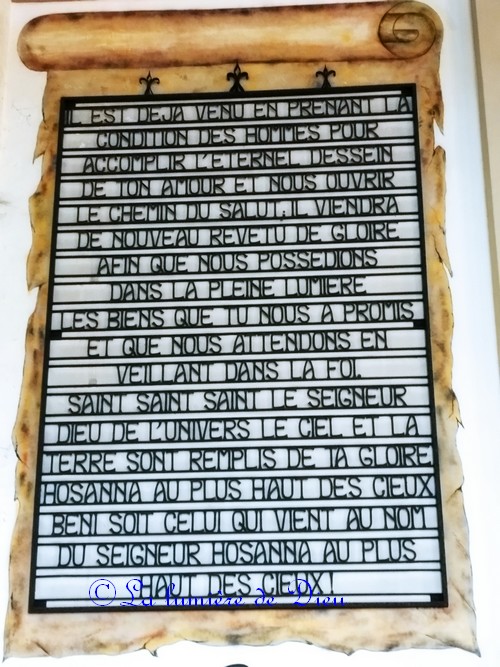 IL EST DEJA VENU EN PRENANT LA
CONDITION DES HOMMES POUR
ACCOMPLIR L'ETERNEL DESSEIN
DE TON AMOUR ET NOUS OUVRIR
LE CHEMIN DU SALUT; IL VIENDRA
DE NOUVEAU REVETU DE GLOIRE
AFIN QUE NOUS POSSEDIONS
DANS LA PLEINE LUMIERE
LES BIENS QUE TU NOUS A PROMIS
ET QUE NOUS ATTENDONS EN
VEILLANT DANS LA FOI.
SAINT SAINT SAINT LE SEIGNEUR
DIEU DE L'UNIVERS LE CIEL ET LA
TERRE SONT REMPLIS DE TA GLOIRE
HOSANNA AU PLUS HAUT DES CIEUX
BENI SOIT CELUI QUI VIENT AU NOM
DU SEIGNEUR HOSANNA AU PLUS
HAUT DES CIEUX!
© La lumière de Dieu